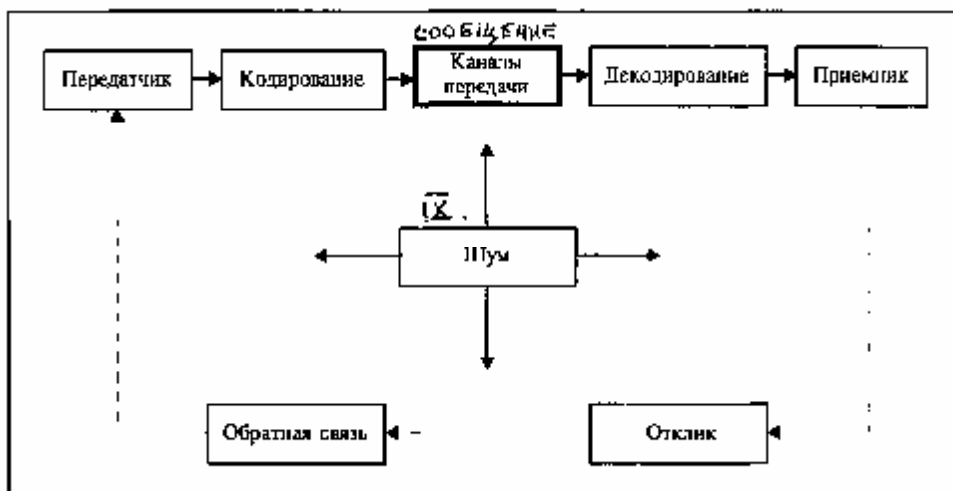 СООБЩЕНИЕ
Передатчик
Кодирование
Каналы
передачи
Декодирование
Приемник
Шум
Обратная связь
Отклик